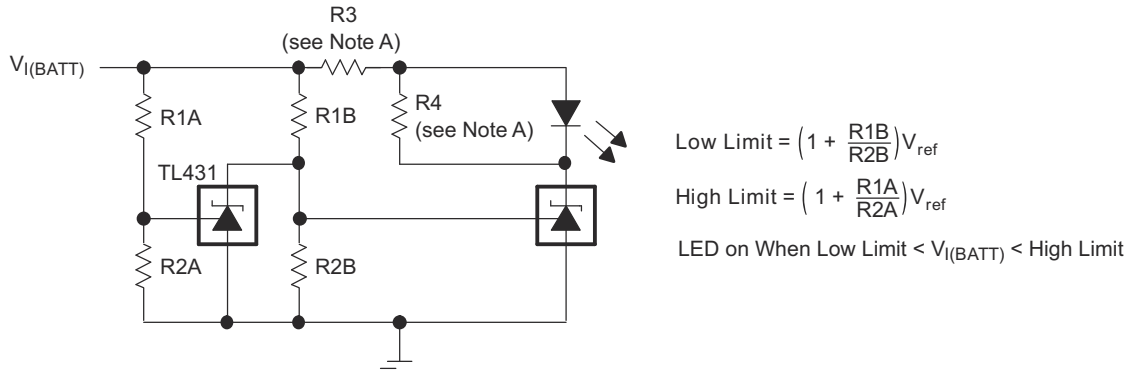 R3
(see Note A)
V_I(BATT)
R1A
R1B
R4
(see Note A)
TL431
R2A
R2B
Low Limit = (1 + R1B/R2B) V_ref
High Limit = (1 + R1A/R2A) V_ref
LED on When Low Limit < V_I(BATT) < High Limit